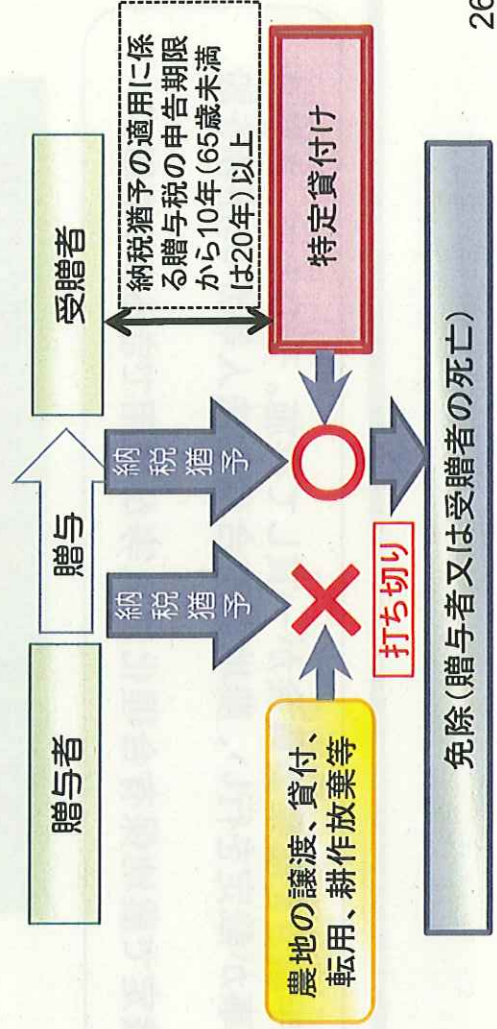 贈与者
贈与
受贈者
納税猶予
納税猶予
納税猶予の適用に係
る贈与税の申告期限
から10年(65歳未満
は20年)以上
農地の譲渡、貸付、
転用、耕作放棄等
特定貸付け
打ち切り
免除(贈与者又は受贈者の死亡)
26